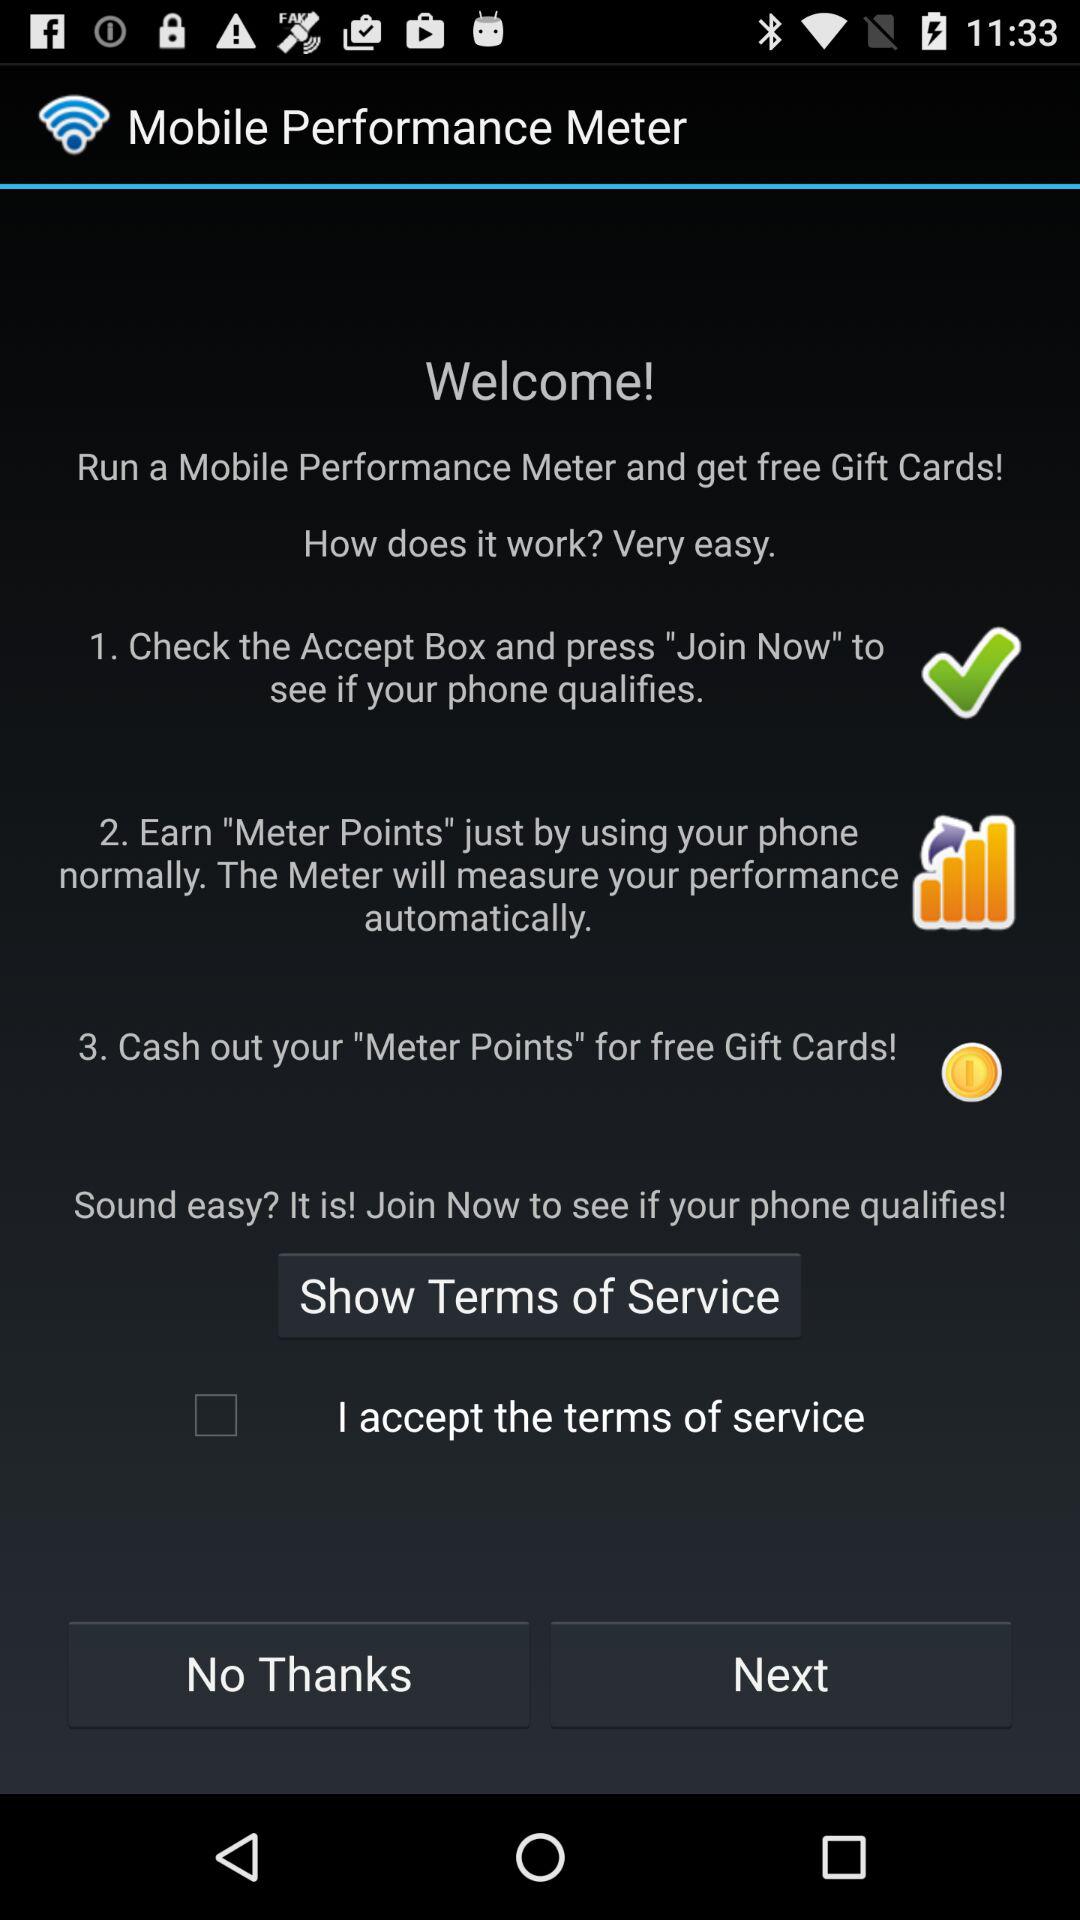 FAKE
11:33
Mobile Performance Meter
Welcome!
Run a Mobile Performance Meter and get free Gift Cards!
How does it work? Very easy.
1. Check the Accept Box and press "Join Now" to
see if your phone qualifies.
2. Earn "Meter Points" just by using your phone
normally. The Meter will measure your performance
automatically.
3. Cash out your "Meter Points" for free Gift Cards!
Sound easy? It is! Join Now to see if your phone qualifies!
Show Terms of Service
I accept the terms of service
No Thanks
Next